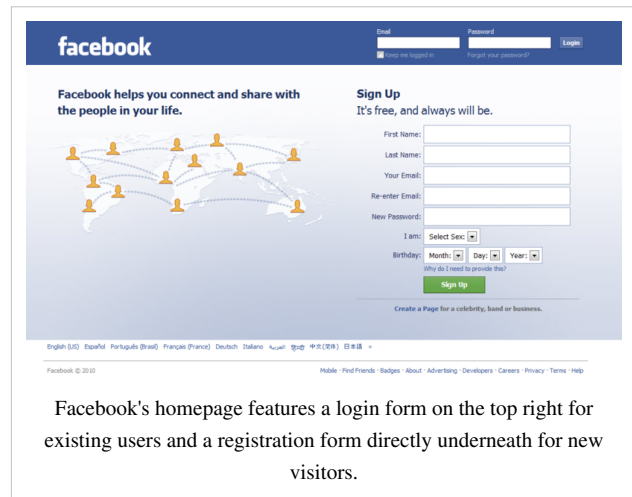 facebook
Email
Password
Login
Keep me logged in
Forgot your password?
Facebook helps you connect and share with
the people in your life.
Sign Up
It's free, and always will be.
First Name:
Last Name:
Your Email:
Re-enter Email:
New Password:
I am: Select Sex:
Birthday: Month: Day: Year:
Why do I need to provide this?
Sign Up
Create a Page for a celebrity, band or business.
English (US) Español Português (Brasil) Français (France) Deutsch Italiano العربية हिन्दी 中文(简体) 日本語 »
Facebook © 2010
Mobile · Find Friends · Badges · About · Advertising · Developers · Careers · Privacy · Terms · Help
Facebook's homepage features a login form on the top right for
existing users and a registration form directly underneath for new
visitors.